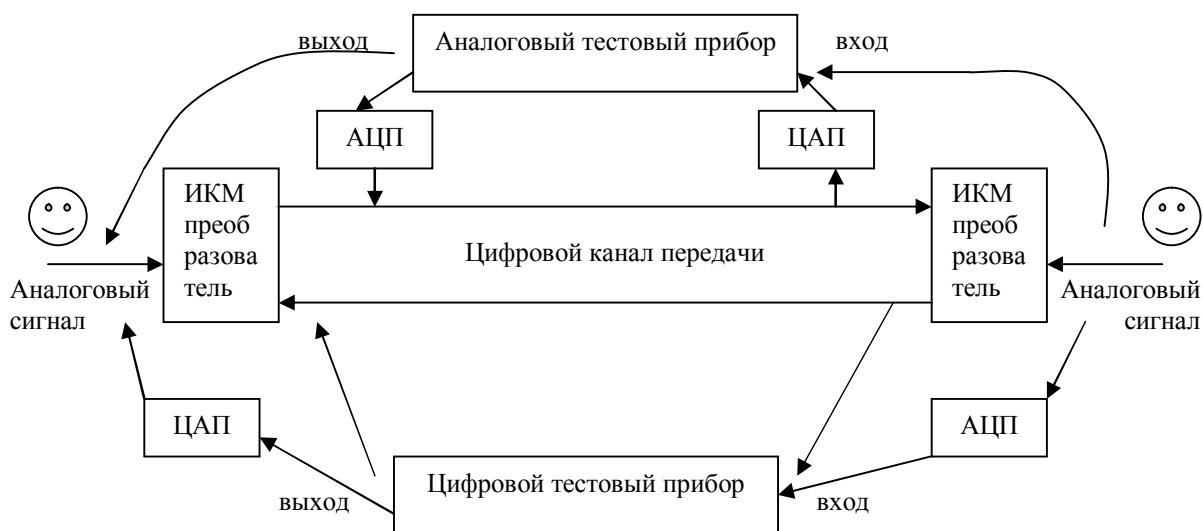 выход
Аналоговый тестовый прибор
вход
АЦП
ЦАП
ИКМ
преоб
разова
тель
Цифровой канал передачи
ИКМ
преоб
разова
тель
Аналоговый
сигнал
Аналоговый
сигнал
ЦАП
АЦП
выход
Цифровой тестовый прибор
вход